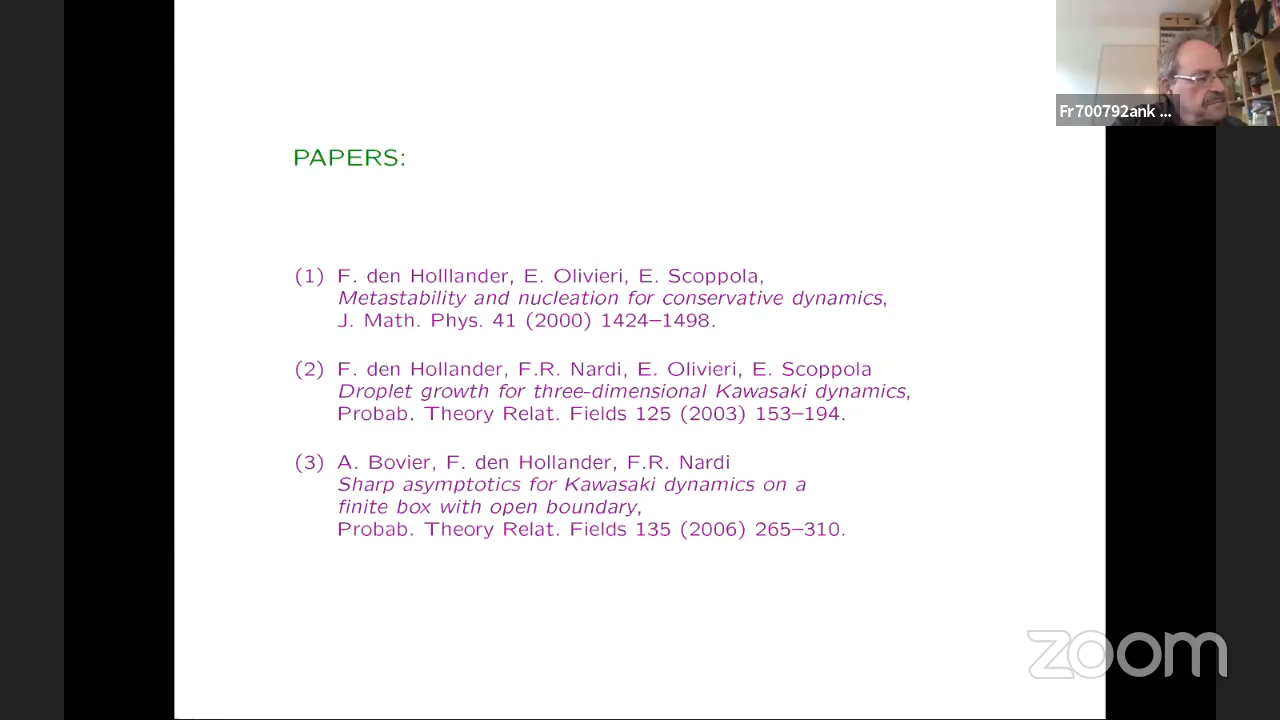 Fr700792ank ...
PAPERS:
(1) F. den Holllander, E. Olivieri, E. Scoppola,
Metastability and nucleation for conservative dynamics,
J. Math. Phys. 41 (2000) 1424–1498.
(2) F. den Hollander, F.R. Nardi, E. Olivieri, E. Scoppola
Droplet growth for three-dimensional Kawasaki dynamics,
Probab. Theory Relat. Fields 125 (2003) 153–194.
(3) A. Bovier, F. den Hollander, F.R. Nardi
Sharp asymptotics for Kawasaki dynamics on a
finite box with open boundary,
Probab. Theory Relat. Fields 135 (2006) 265–310.
zoom